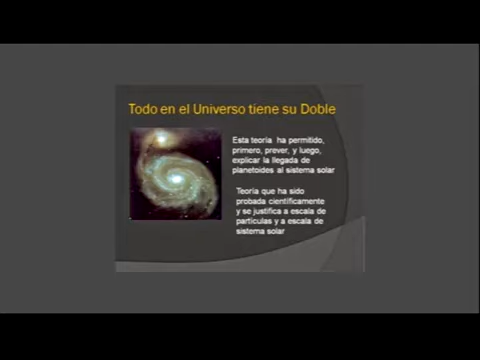 Todo en el Universo tiene su Doble
Esta teoría ha permitido,
primero, prever, y luego,
explicar la llegada de
planetoides al sistema solar
Teoría que ha sido
probada científicamente
y se justifica a escala de
partículas y a escala de
sistema solar